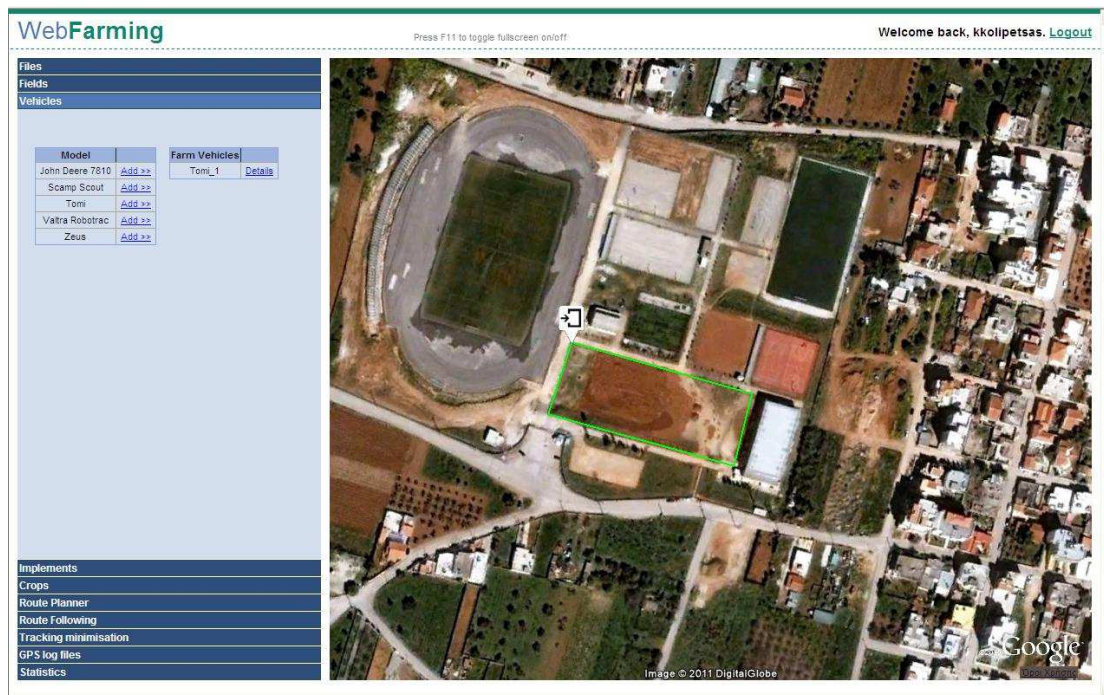 WebFarming
Press F11 to toggle fullscreen on/off
Welcome back, kkolipetsas. Logout
Files
Fields
Vehicles
Model
John Deere 7810 Add >>
Scamp Scout Add >>
Tomi Add >>
Valtra Robotrac Add >>
Zeus Add >>
Farm Vehicles
Tomi_1 Details
Implements
Crops
Route Planner
Route Following
Tracking minimisation
GPS log files
Statistics
Google
Image © 2011 DigitalGlobe
Όροι Χρήσης